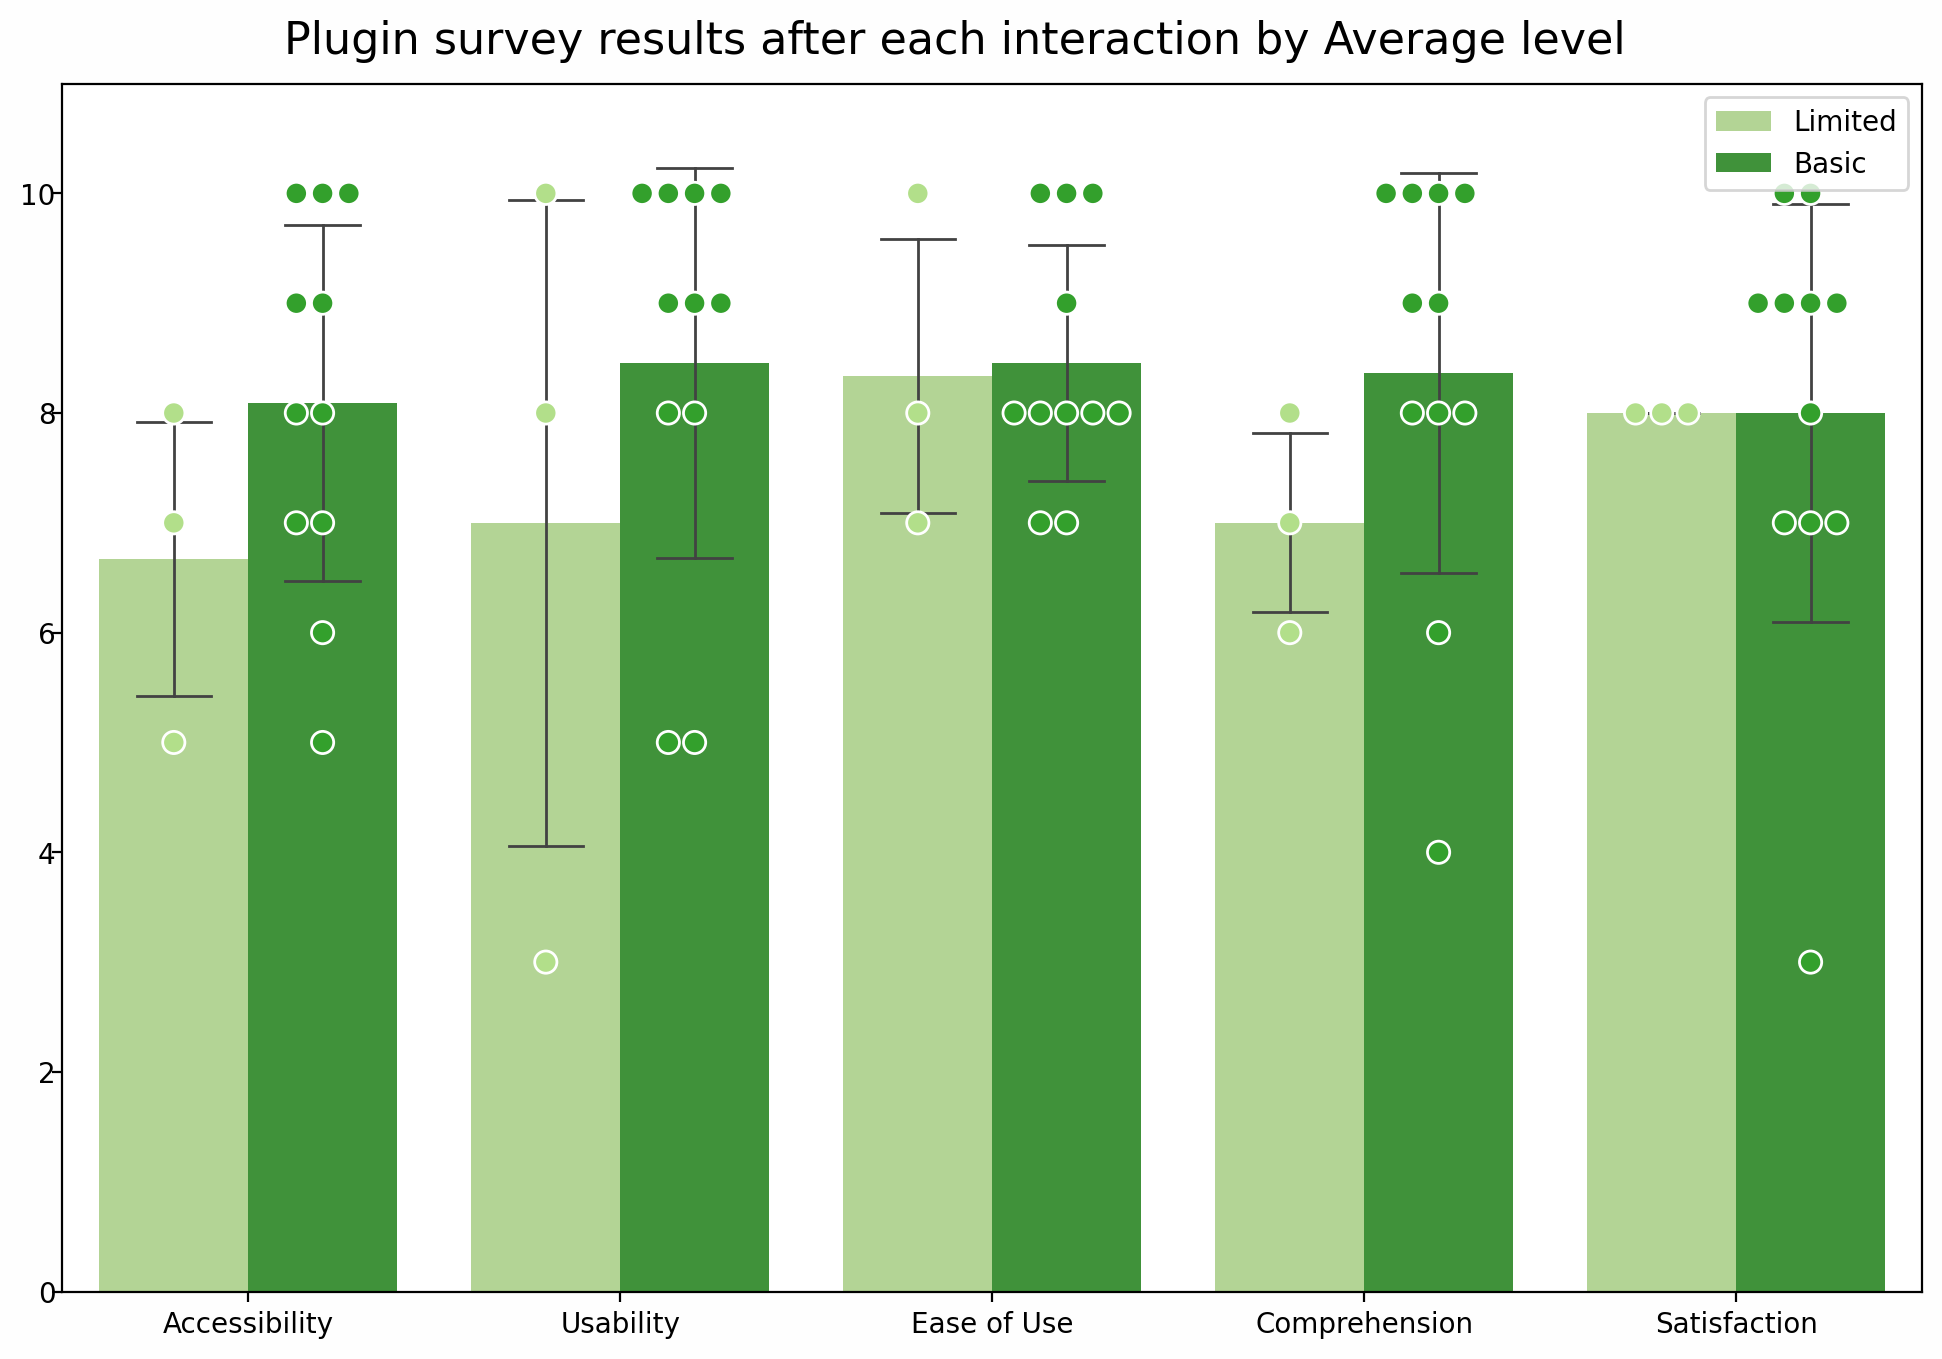 Plugin survey results after each interaction by Average level
Limited
Basic
10
8
6
4
2
0
Accessibility
Usability
Ease of Use
Comprehension
Satisfaction